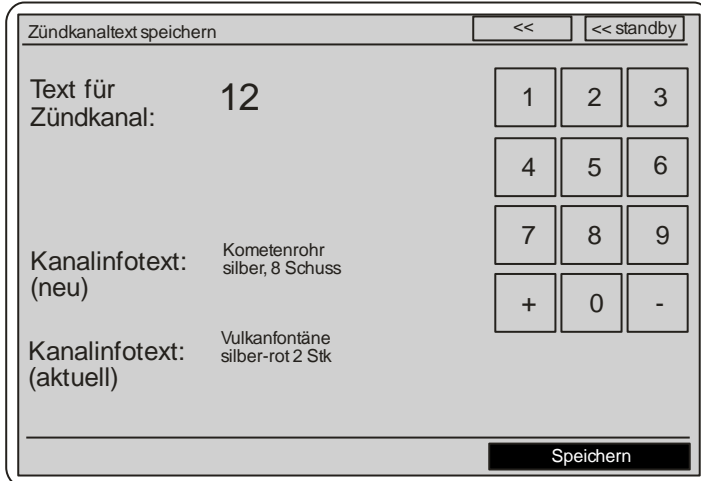 Zündkanaltext speichern
<<
<< standby
Text für
Zündkanal:
12
1 2 3
4 5 6
7 8 9
+ 0 -
Kanalinfotext:
(neu)
Kometenrohr
silber, 8 Schuss
Kanalinfotext:
(aktuell)
Vulkanfontäne
silber-rot 2 Stk
Speichern